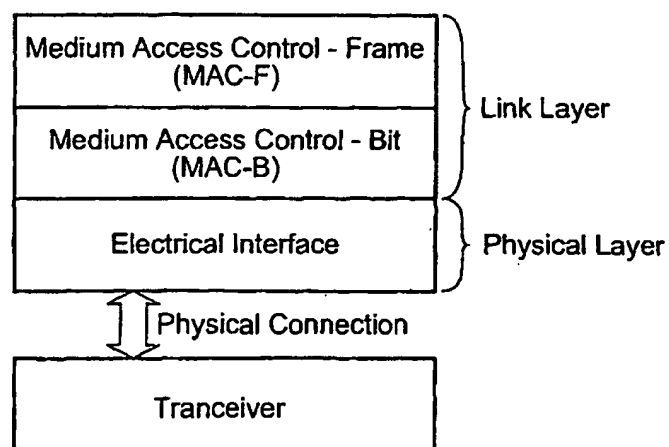 Medium Access Control - Frame
(MAC-F)
Link Layer
Medium Access Control - Bit
(MAC-B)
Electrical Interface
Physical Layer
Physical Connection
Tranceiver